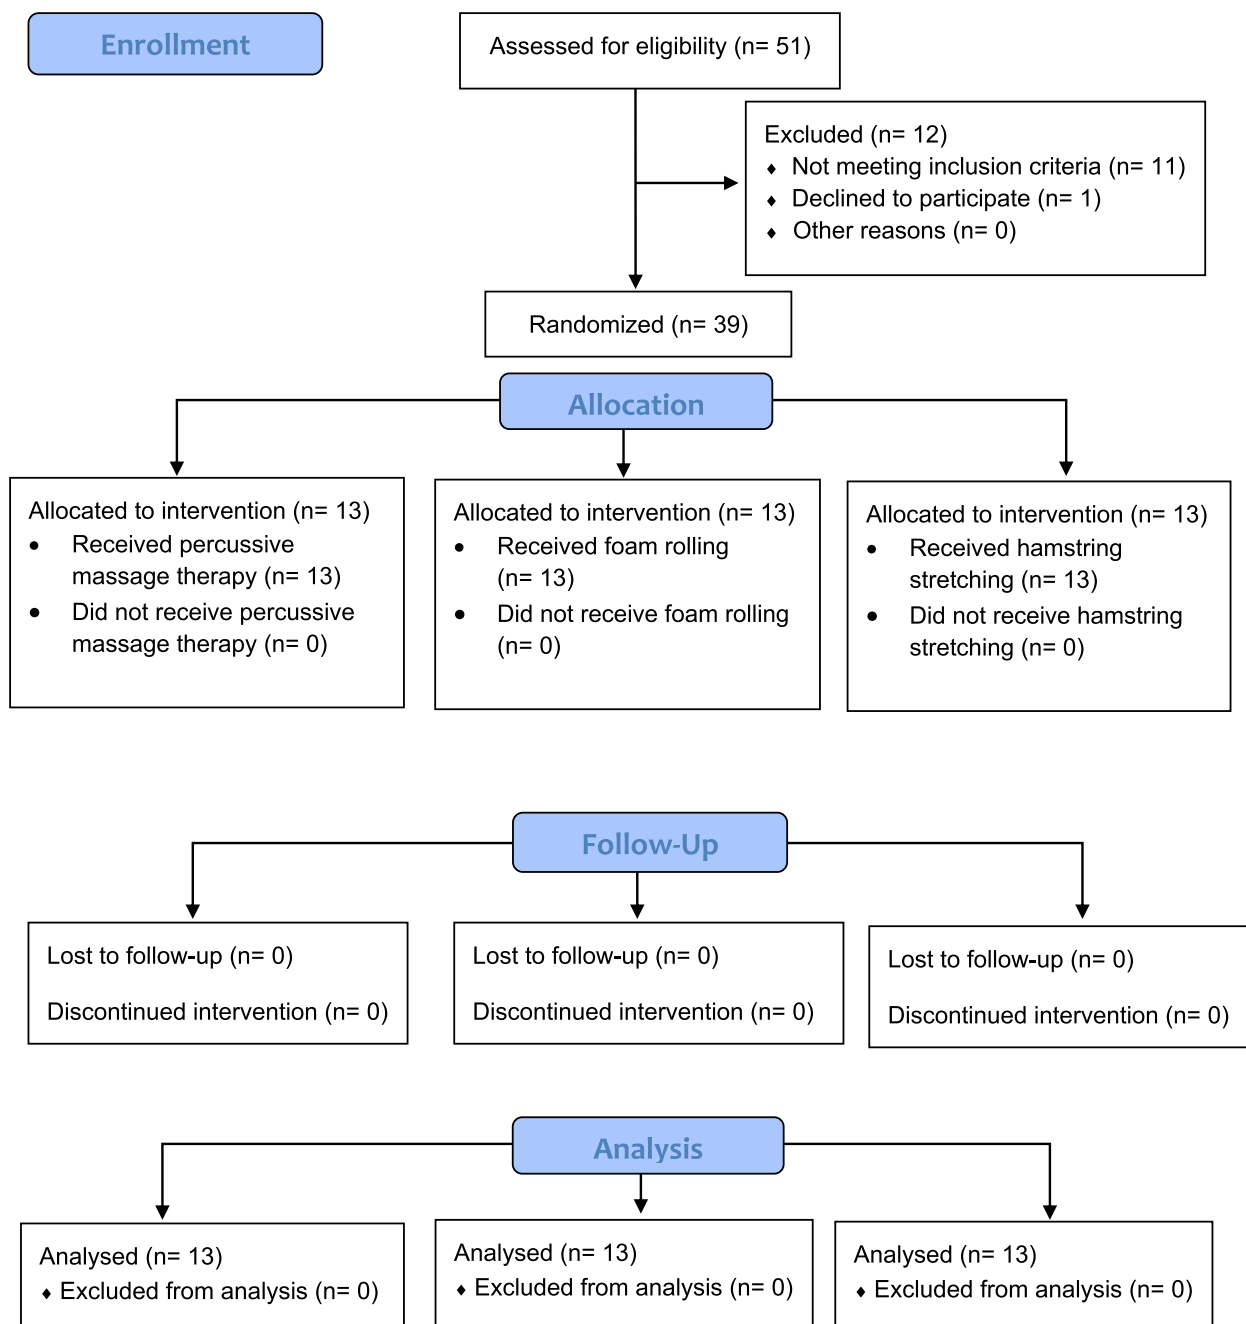 Enrollment
Assessed for eligibility (n= 51)
Excluded (n= 12)
♦ Not meeting inclusion criteria (n= 11)
♦ Declined to participate (n= 1)
♦ Other reasons (n= 0)
Randomized (n= 39)
Allocation
Allocated to intervention (n= 13)
• Received percussive
massage therapy (n= 13)
• Did not receive percussive
massage therapy (n= 0)
Allocated to intervention (n= 13)
• Received foam rolling
(n= 13)
• Did not receive foam rolling
(n= 0)
Allocated to intervention (n= 13)
• Received hamstring
stretching (n= 13)
• Did not receive hamstring
stretching (n= 0)
Follow-Up
Lost to follow-up (n= 0)
Discontinued intervention (n= 0)
Lost to follow-up (n= 0)
Discontinued intervention (n= 0)
Lost to follow-up (n= 0)
Discontinued intervention (n= 0)
Analysis
Analysed (n= 13)
♦ Excluded from analysis (n= 0)
Analysed (n= 13)
♦ Excluded from analysis (n= 0)
Analysed (n= 13)
♦ Excluded from analysis (n= 0)